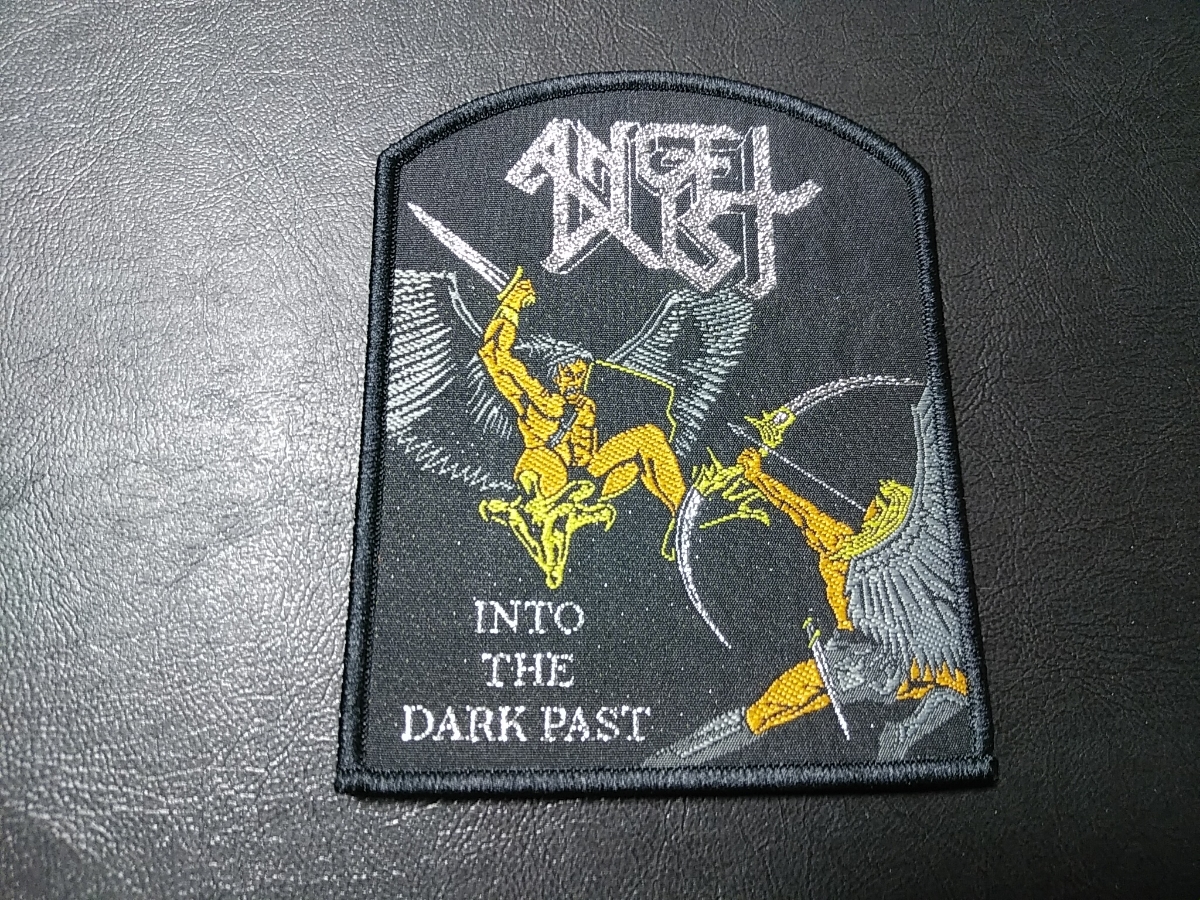 ANGEL
DUST
INTO
THE
DARK PAST